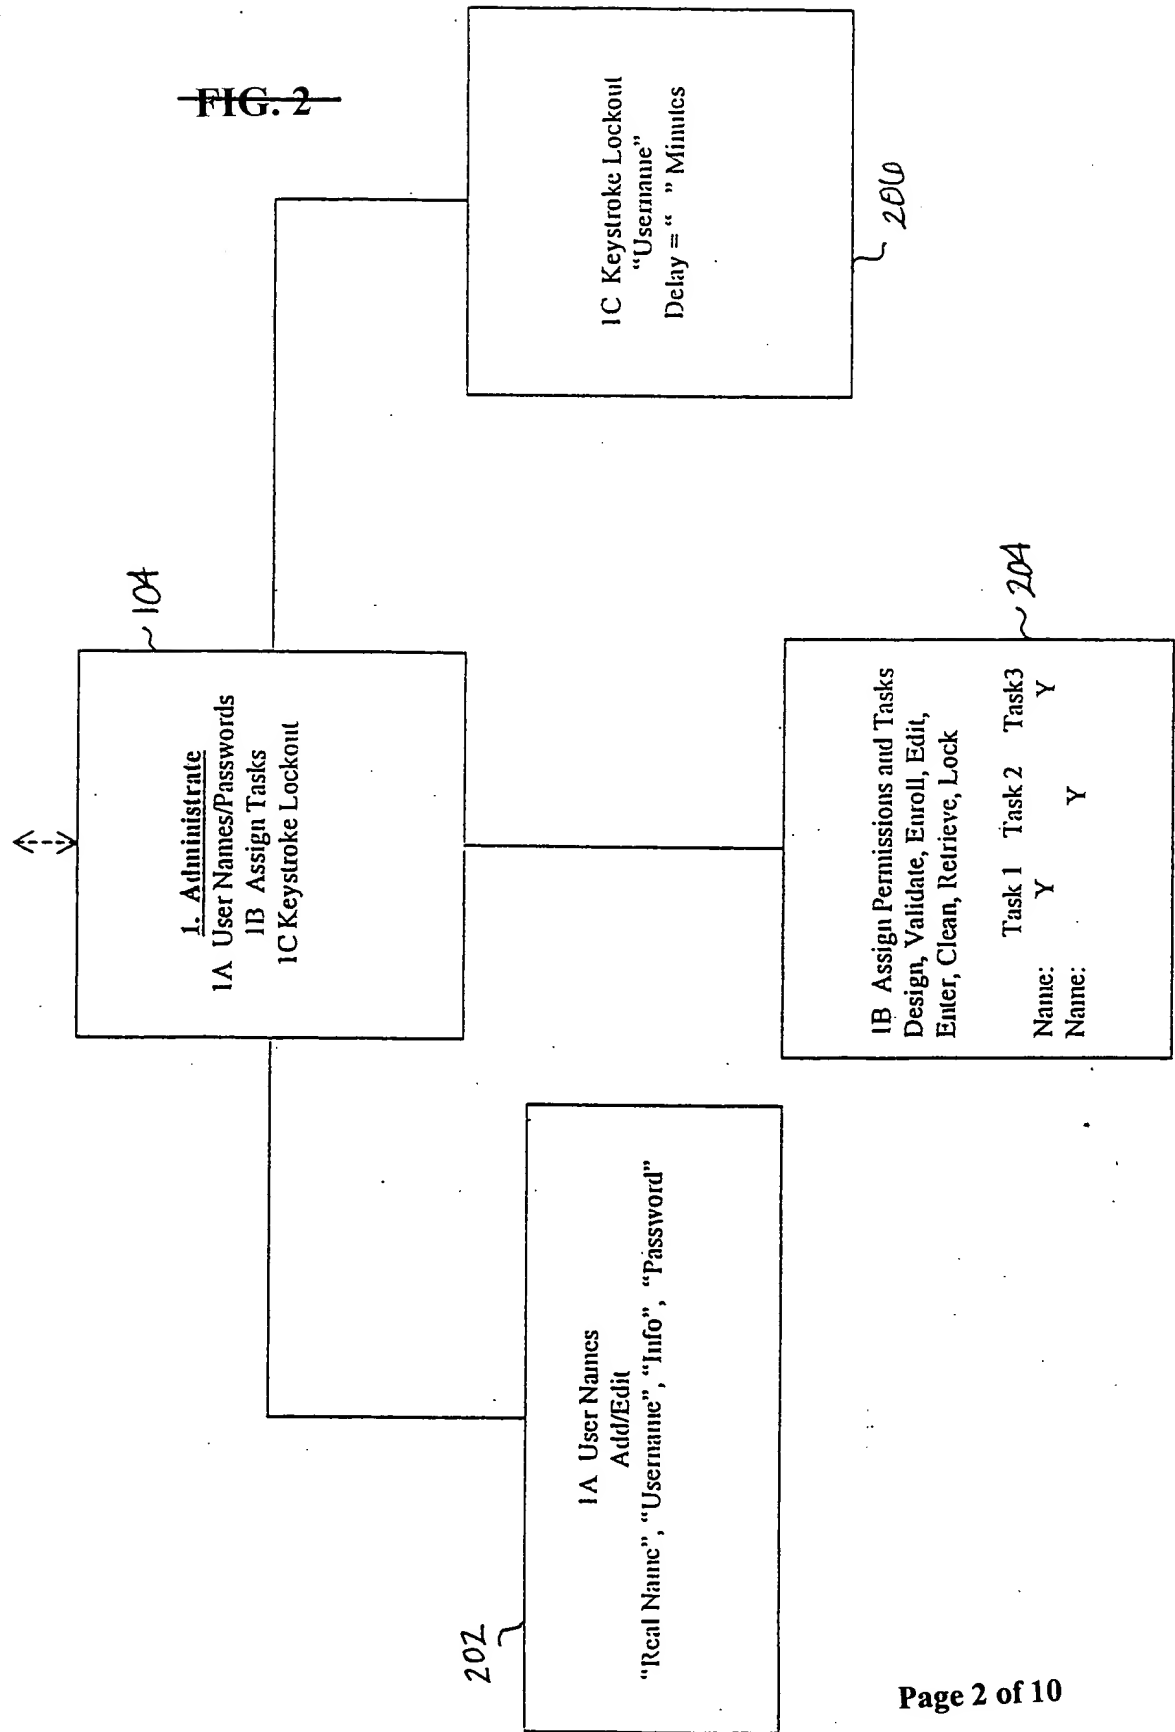 FIG. 2
104
1. Administrate
1A User Names/Passwords
1B Assign Tasks
1C Keystroke Lockout
202
1A User Names
Add/Edit
“Real Name”, “Username”, “Info”, “Password”
204
1B Assign Permissions and Tasks
Design, Validate, Enroll, Edit,
Enter, Clean, Retrieve, Lock
Task 1 Task 2 Task3
Name: Y Y
Name: Y
206
1C Keystroke Lockout
“Username”
Delay = “ ” Minutes
Page 2 of 10